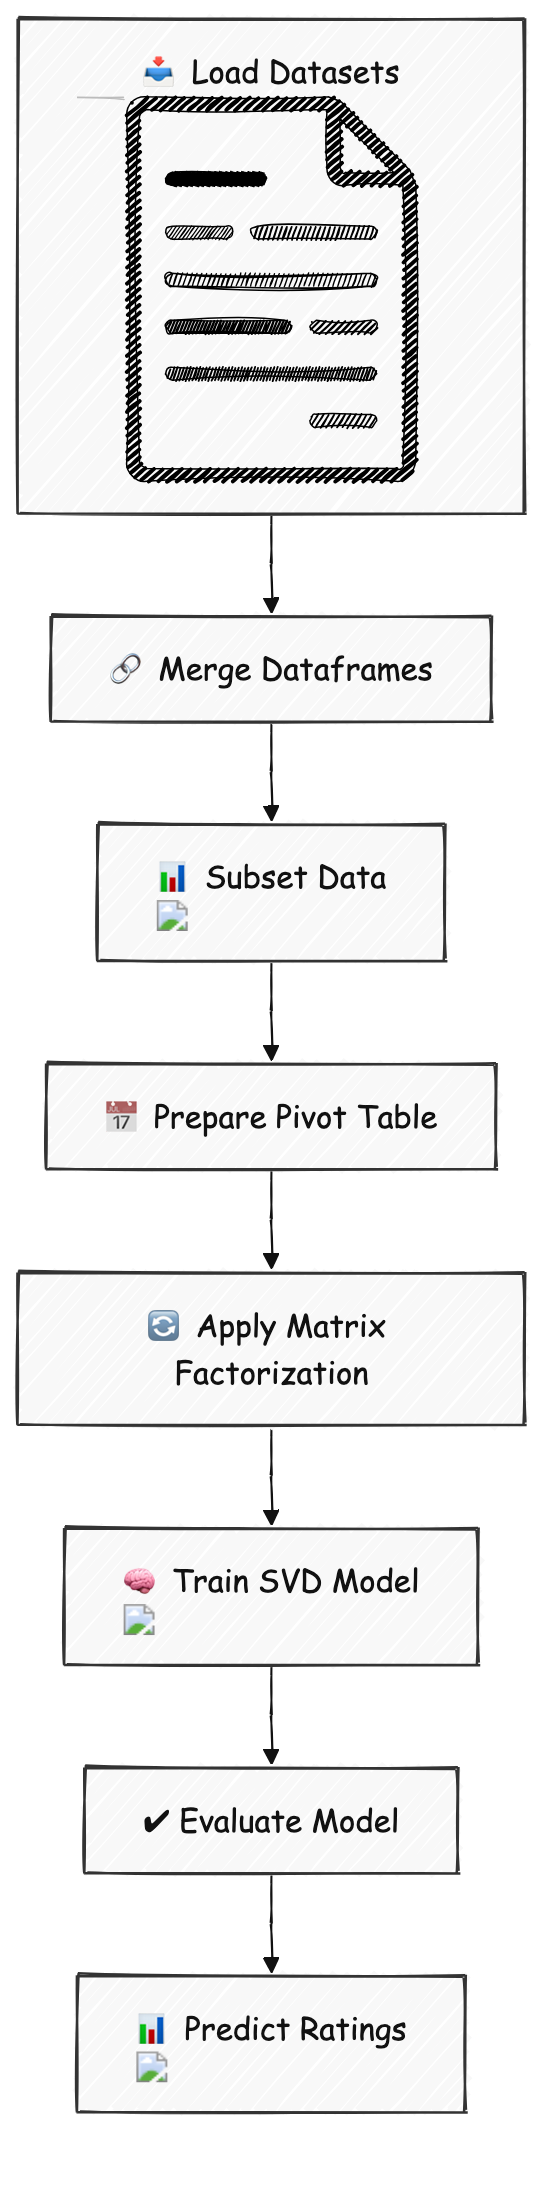 📥 Load Datasets
🔗 Merge Dataframes
📊 Subset Data
📅 Prepare Pivot Table
🔄 Apply Matrix
Factorization
🧠 Train SVD Model
✔ Evaluate Model
📊 Predict Ratings